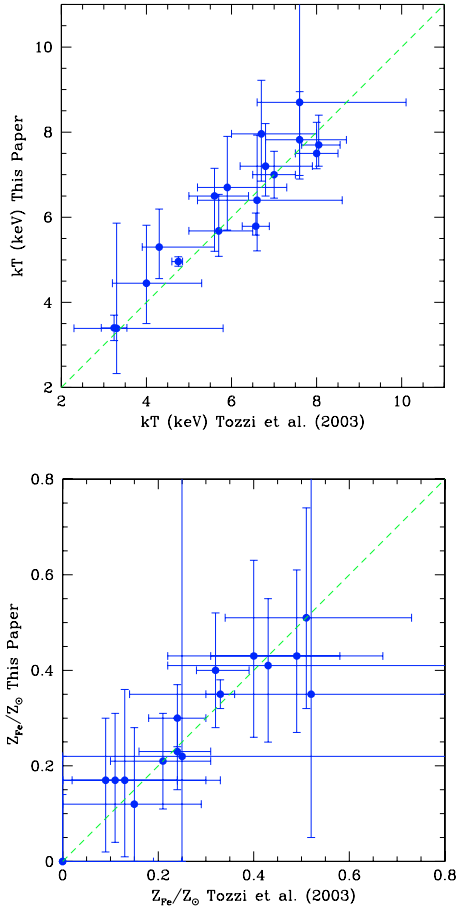 10
8
6
4
2
kT (keV) This Paper
2 4 6 8 10
kT (keV) Tozzi et al. (2003)
0.8
0.6
0.4
0.2
0
Z_Fe/Z_⊙ This Paper
0 0.2 0.4 0.6 0.8
Z_Fe/Z_⊙ Tozzi et al. (2003)